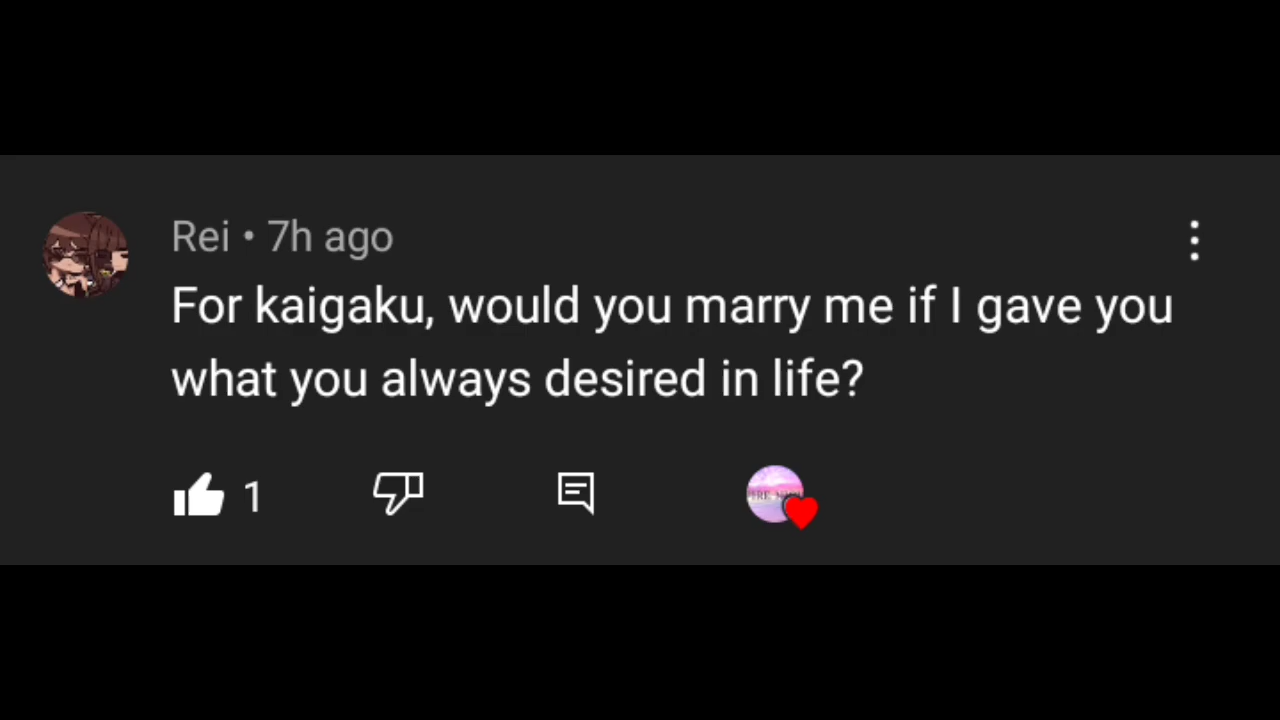 Rei • 7h ago
For kaigaku, would you marry me if I gave you
what you always desired in life?
1